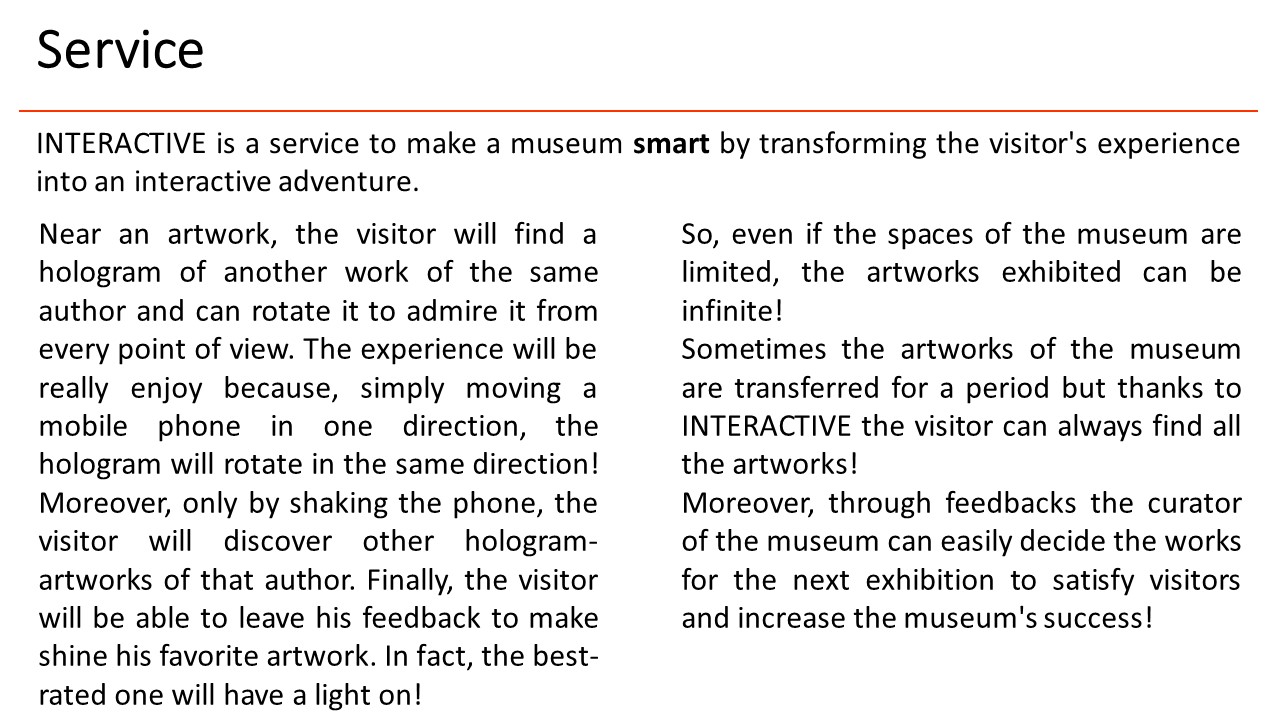 Service
INTERACTIVE is a service to make a museum smart by transforming the visitor's experience
into an interactive adventure.
Near an artwork, the visitor will find a
hologram of another work of the same
author and can rotate it to admire it from
every point of view. The experience will be
really enjoy because, simply moving a
mobile phone in one direction, the
hologram will rotate in the same direction!
Moreover, only by shaking the phone, the
visitor will discover other hologram-
artworks of that author. Finally, the visitor
will be able to leave his feedback to make
shine his favorite artwork. In fact, the best-
rated one will have a light on!
So, even if the spaces of the museum are
limited, the artworks exhibited can be
infinite!
Sometimes the artworks of the museum
are transferred for a period but thanks to
INTERACTIVE the visitor can always find all
the artworks!
Moreover, through feedbacks the curator
of the museum can easily decide the works
for the next exhibition to satisfy visitors
and increase the museum's success!